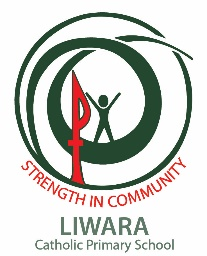 STRENGTH IN COMMUNITY
LIWARA
Catholic Primary School